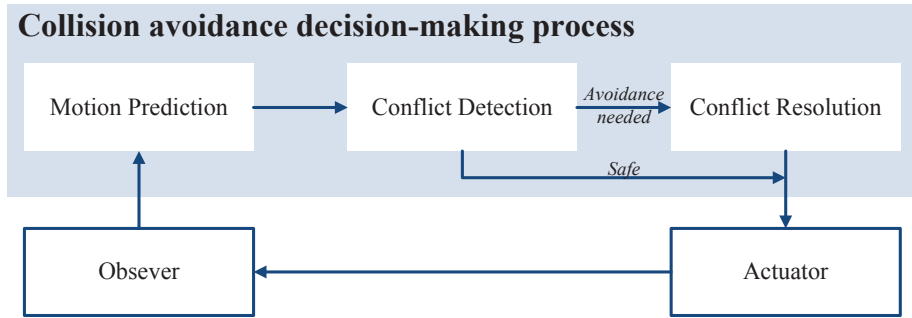 Collision avoidance decision-making process
Motion Prediction
Conflict Detection
Avoidance
needed
Conflict Resolution
Safe
Obsever
Actuator